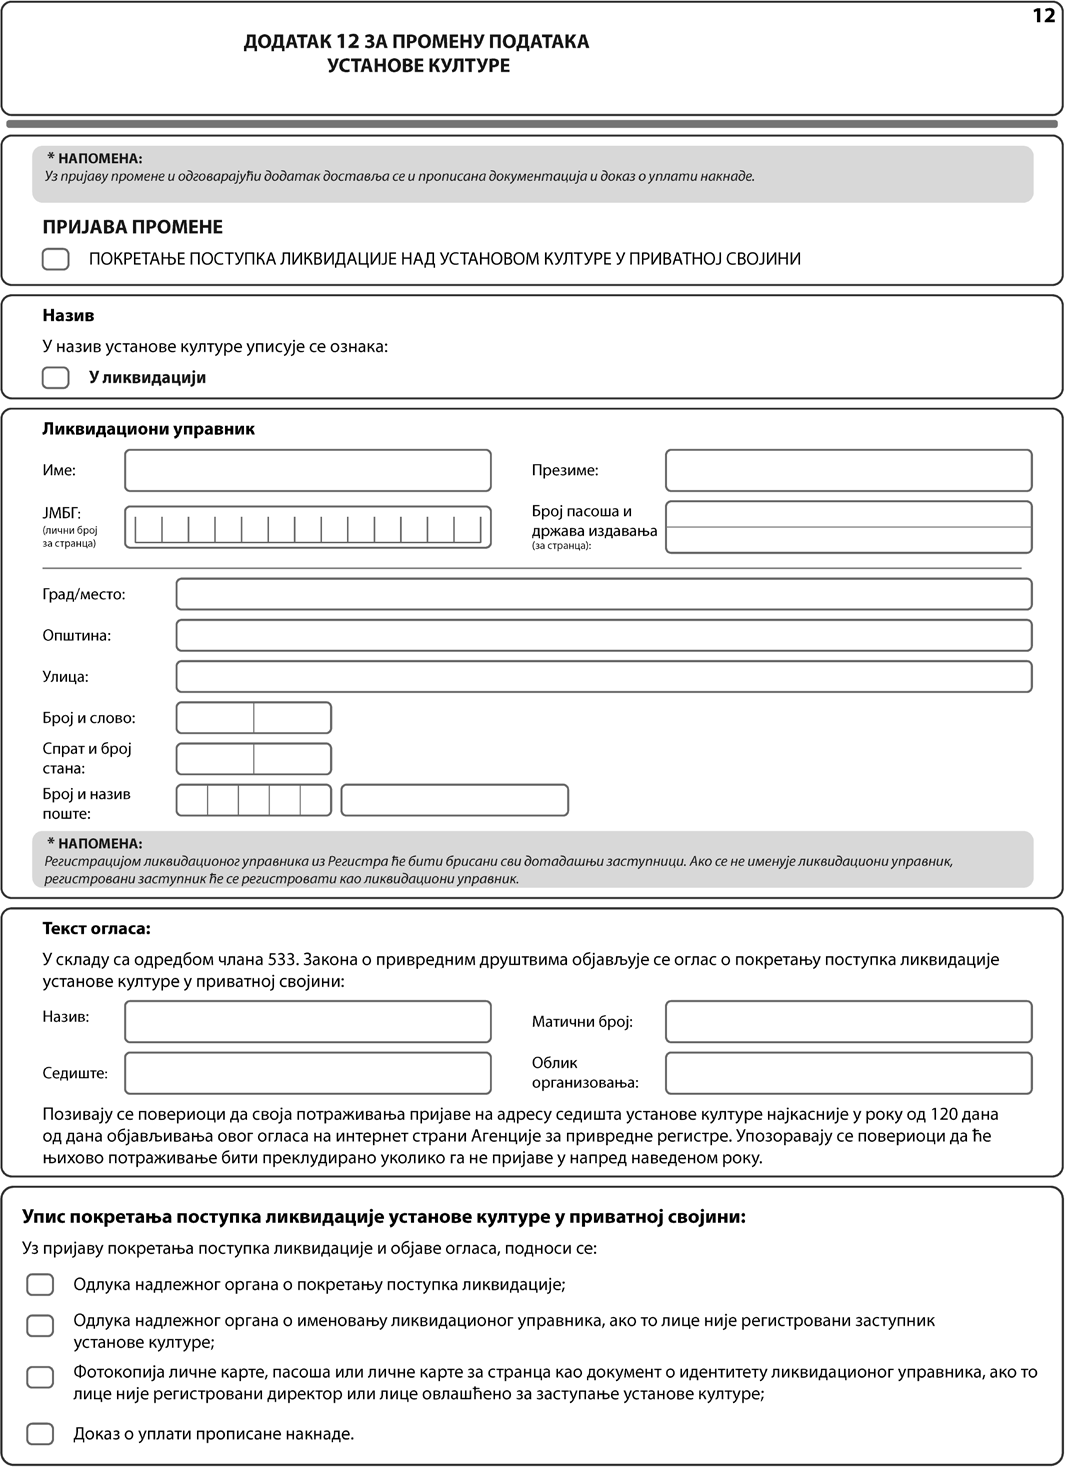 12
ДОДАТАК 12 ЗА ПРОМЕНУ ПОДАТАКА
УСТАНОВЕ КУЛТУРЕ
* НАПОМЕНА:
Уз пријаву промене и одговарајући додатак доставља се и прописана документација и доказ о уплати накнаде.
ПРИЈАВА ПРОМЕНЕ
ПОКРЕТАЊЕ ПОСТУПКА ЛИКВИДАЦИЈЕ НАД УСТАНОВОМ КУЛТУРЕ У ПРИВАТНОЈ СВОЈИНИ
Назив
У назив установе културе уписује се ознака:
У ликвидацији
Ликвидациони управник
Име:
Презиме:
ЈМБГ:
(лични број
за странца)
Број пасоша и
држава издавања
(за странца):
Град/место:
Општина:
Улица:
Број и слово:
Спрат и број
стана:
Број и назив
поште:
* НАПОМЕНА:
Регистрацијом ликвидационог управника из Регистра ће бити брисани сви дотадашњи заступници. Ако се не именује ликвидациони управник,
регистровани заступник ће се регистровати као ликвидациони управник.
Текст огласа:
У складу са одредбом члана 533. Закона о привредним друштвима објављује се оглас о покретању поступка ликвидације
установе културе у приватној својини:
Назив:
Матични број:
Седиште:
Облик
организовања:
Позивају се повериоци да своја потраживања пријаве на адресу седишта установе културе најкасније у року од 120 дана
од дана објављивања овог огласа на интернет страни Агенције за привредне регистре. Упозоравају се повериоци да ће
њихово потраживање бити преклудирано уколико га не пријаве у напред наведеном року.
Упис покретања поступка ликвидације установе културе у приватној својини:
Уз пријаву покретања поступка ликвидације и објаве огласа, подноси се:
Одлука надлежног органа о покретању поступка ликвидације;
Одлука надлежног органа о именовању ликвидационог управника, ако то лице није регистровани заступник
установе културе;
Фотокопија личне карте, пасоша или личне карте за странца као документ о идентитету ликвидационог управника, ако то
лице није регистровани директор или лице овлашћено за заступање установе културе;
Доказ о уплати прописане накнаде.